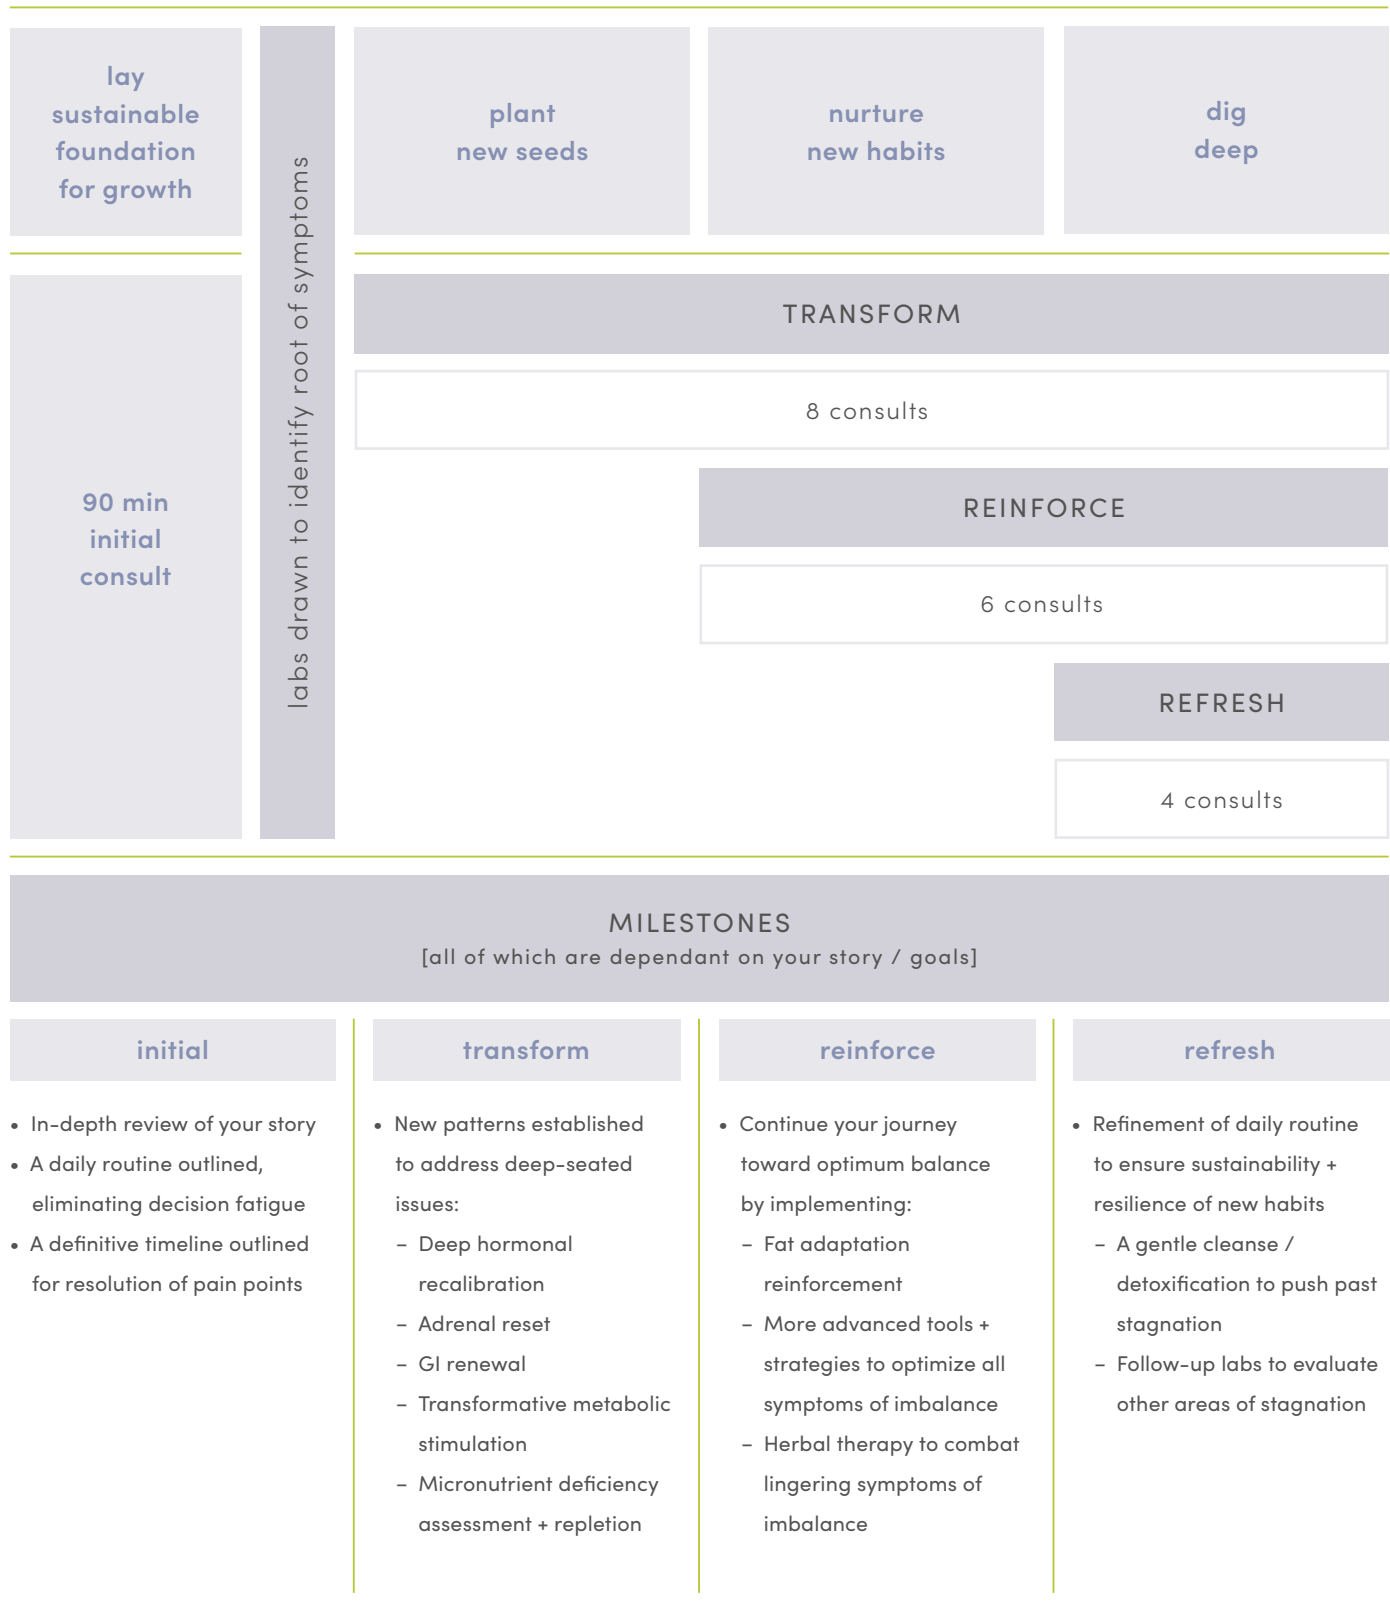 lay
sustainable
foundation
for growth
labs drawn to identify root of symptoms
plant
new seeds
nurture
new habits
dig
deep
90 min
initial
consult
TRANSFORM
8 consults
REINFORCE
6 consults
REFRESH
4 consults
MILESTONES
[all of which are dependant on your story / goals]
initial
• In-depth review of your story
• A daily routine outlined,
eliminating decision fatigue
• A definitive timeline outlined
for resolution of pain points
transform
• New patterns established
to address deep-seated
issues:
– Deep hormonal
recalibration
– Adrenal reset
– GI renewal
– Transformative metabolic
stimulation
– Micronutrient deficiency
assessment + repletion
reinforce
• Continue your journey
toward optimum balance
by implementing:
– Fat adaptation
reinforcement
– More advanced tools +
strategies to optimize all
symptoms of imbalance
– Herbal therapy to combat
lingering symptoms of
imbalance
refresh
• Refinement of daily routine
to ensure sustainability +
resilience of new habits
– A gentle cleanse /
detoxification to push past
stagnation
– Follow-up labs to evaluate
other areas of stagnation